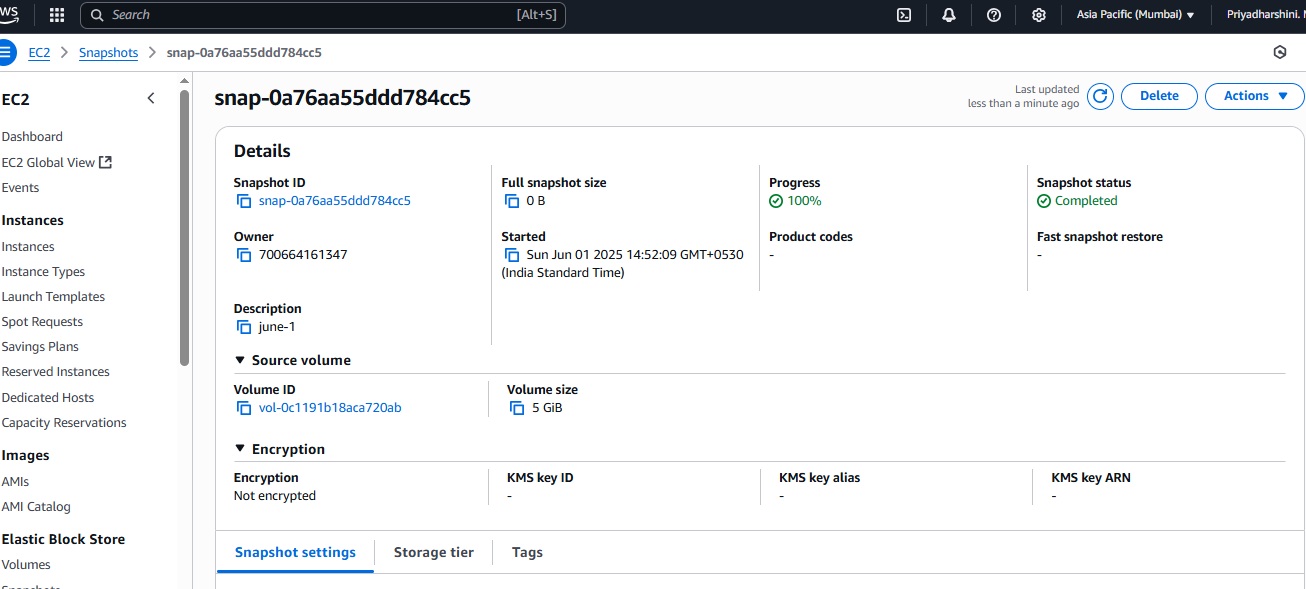 WS
Search
[Alt+S]
Asia Pacific (Mumbai)
Priyadharshini.
EC2
Snapshots
snap-0a76aa55ddd784cc5
EC2
Dashboard
EC2 Global View
Events
Instances
Instances
Instance Types
Launch Templates
Spot Requests
Savings Plans
Reserved Instances
Dedicated Hosts
Capacity Reservations
Images
AMIs
AMI Catalog
Elastic Block Store
Volumes
snap-0a76aa55ddd784cc5
Last updated
less than a minute ago
Delete
Actions
Details
Snapshot ID
snap-0a76aa55ddd784cc5
Full snapshot size
0 B
Progress
100%
Snapshot status
Completed
Owner
700664161347
Started
Sun Jun 01 2025 14:52:09 GMT+0530
(India Standard Time)
Product codes
-
Fast snapshot restore
-
Description
june-1
Source volume
Volume ID
vol-0c1191b18aca720ab
Volume size
5 GiB
Encryption
Encryption
Not encrypted
KMS key ID
-
KMS key alias
-
KMS key ARN
-
Snapshot settings
Storage tier
Tags